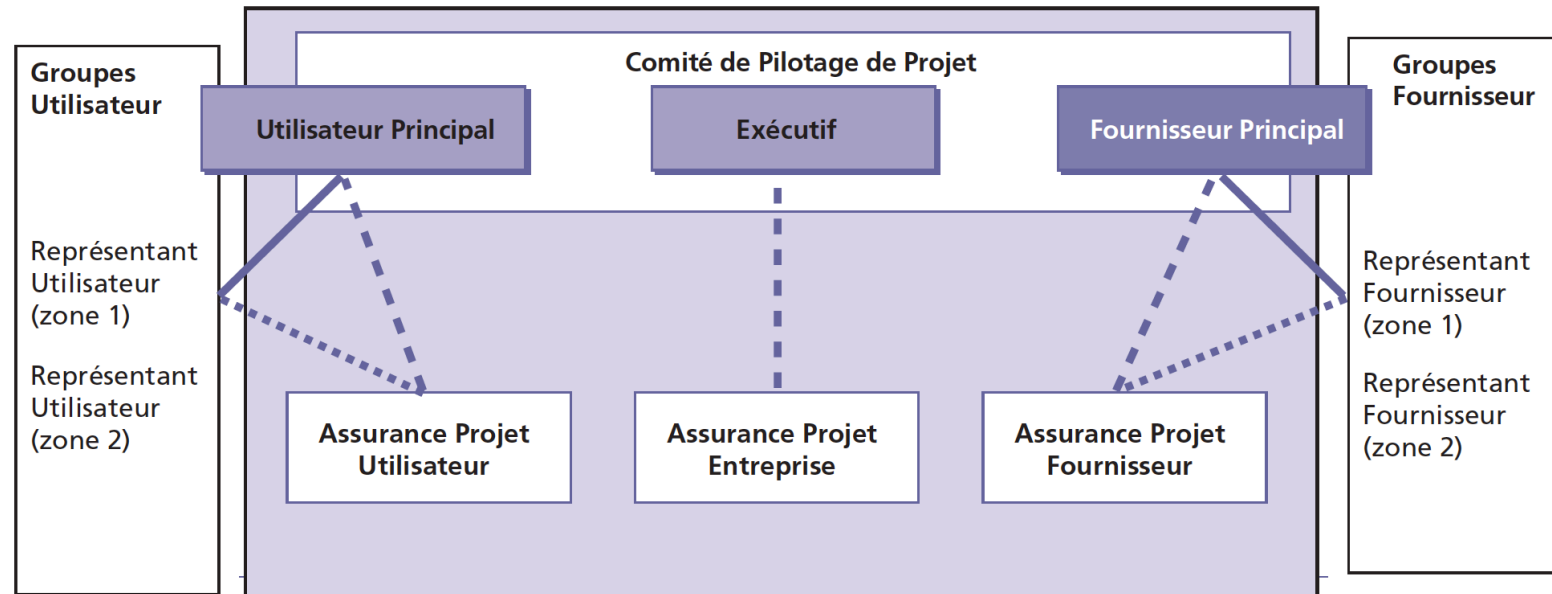 Groupes
Utilisateur
Comité de Pilotage de Projet
Groupes
Fournisseur
Utilisateur Principal
Exécutif
Fournisseur Principal
Représentant
Utilisateur
(zone 1)
Représentant
Utilisateur
(zone 2)
Représentant
Fournisseur
(zone 1)
Représentant
Fournisseur
(zone 2)
Assurance Projet
Utilisateur
Assurance Projet
Entreprise
Assurance Projet
Fournisseur